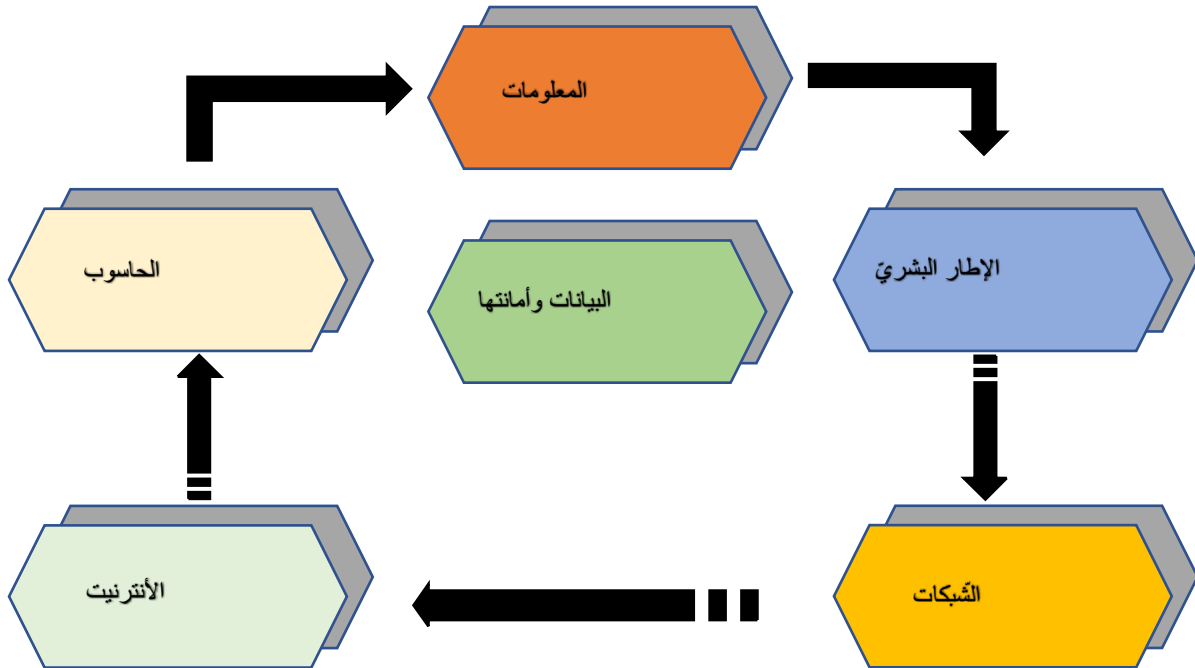 المعلومات
الإطار البشريّ
البيانات وأمانتها
الحاسوب
الشّبكات
الأنترنيت